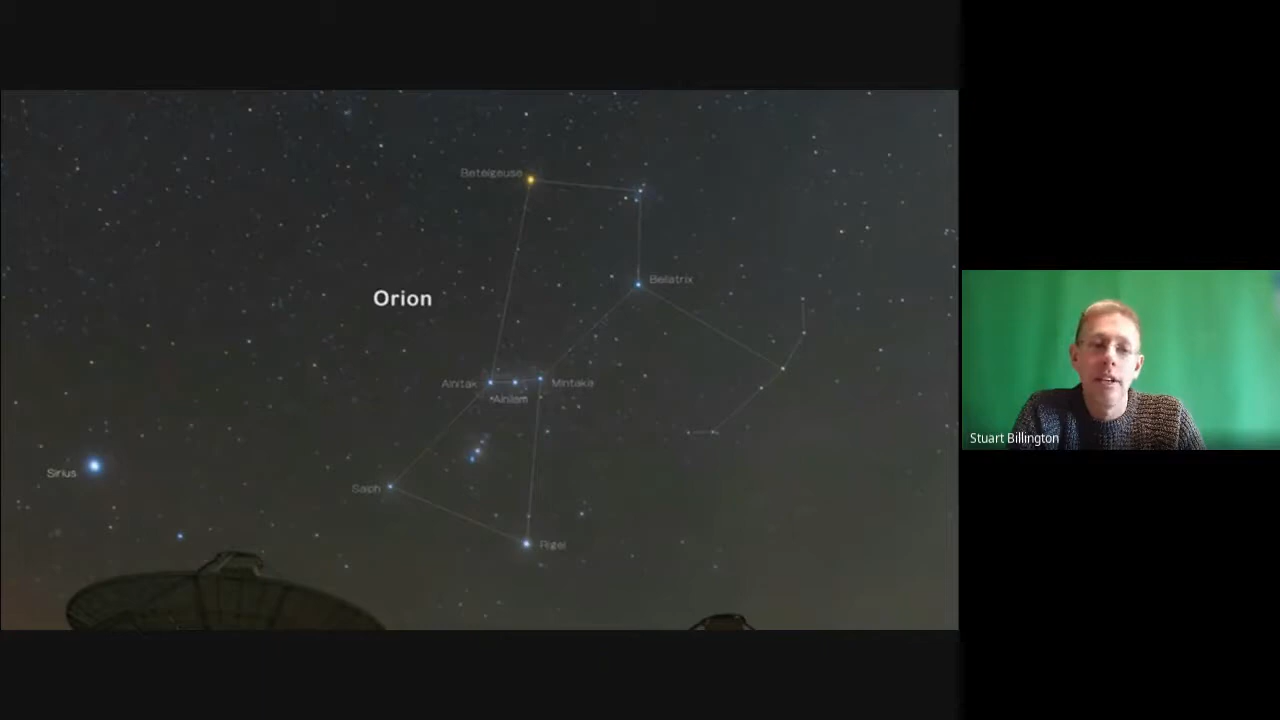 Betelgeuse
Bellatrix
Orion
Alnitak
Mintaka
Alnilam
Sirius
Saiph
Rigel
Stuart Billington